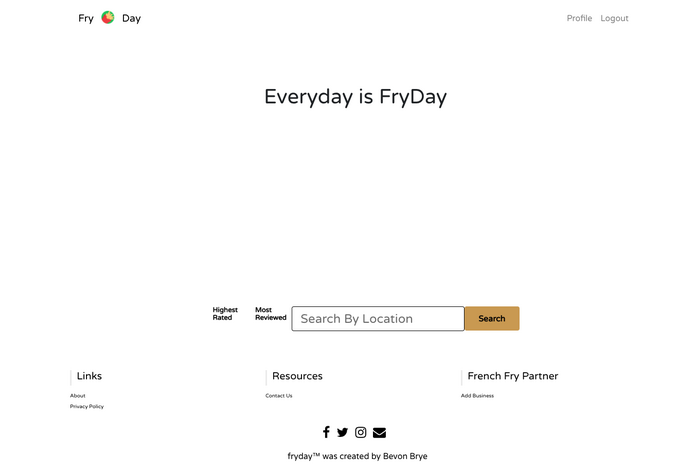 Fry Day
Profile Logout
Everyday is FryDay
Highest
Rated
Most
Reviewed
Search By Location
Search
Links
About
Privacy Policy
Resources
Contact Us
French Fry Partner
Add Business
fryday™ was created by Bevon Brye